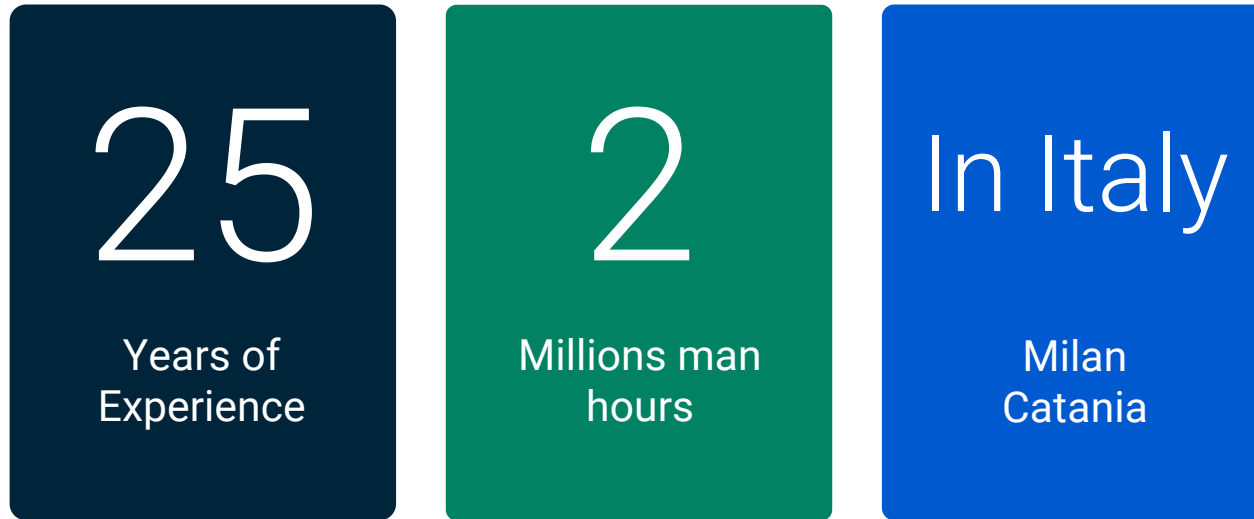 25
Years of
Experience
2
Millions man
hours
In Italy
Milan
Catania